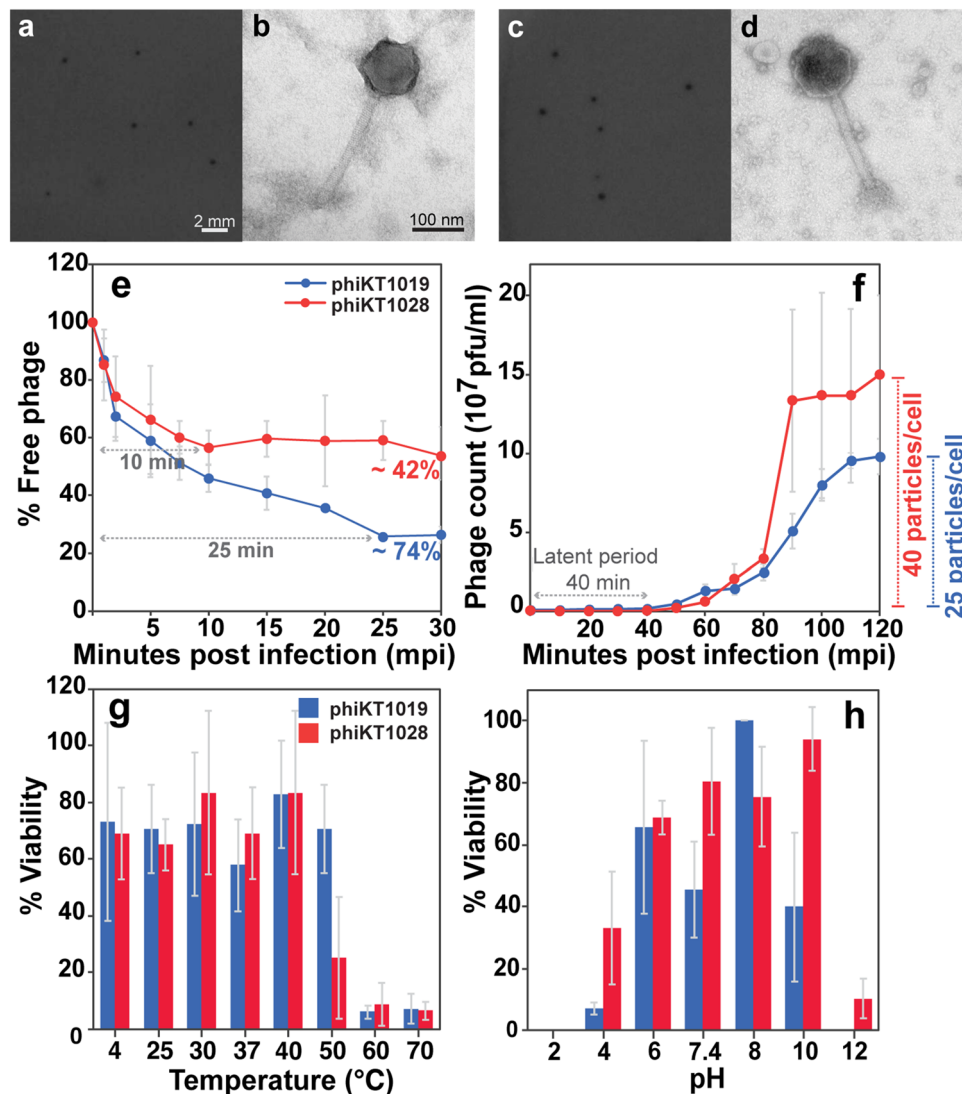 a
b
c
d
2 mm
100 nm
e
phiKT1019
phiKT1028
% Free phage
120
100
80
60
40
20
0
10 min
25 min
~ 42%
~ 74%
5
10
15
20
25
30
Minutes post infection (mpi)
f
Phage count (10⁷pfu/ml)
20
15
10
5
0
Latent period
40 min
20
40
60
80
100
120
Minutes post infection (mpi)
40 particles/cell
25 particles/cell
g
phiKT1019
phiKT1028
% Viability
120
100
80
60
40
20
0
4
25
30
37
40
50
60
70
Temperature (°C)
h
% Viability
100
80
60
40
20
0
2
4
6
7.4
8
10
12
pH